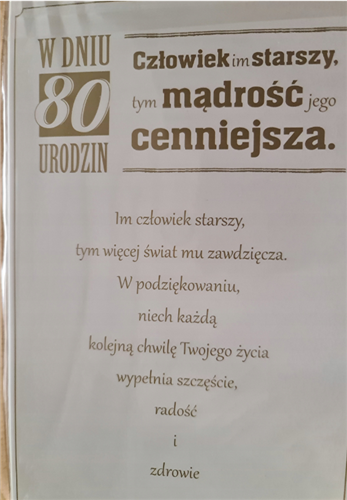 W DNIU
80
URODZIN
Człowiek im starszy,
tym mądrość jego
cenniejsza.
Im człowiek starszy,
tym więcej świat mu zawdzięcza.
W podziękowaniu,
niech każdą
kolejną chwilę Twojego życia
wypełnia szczęście,
radość
i
zdrowie